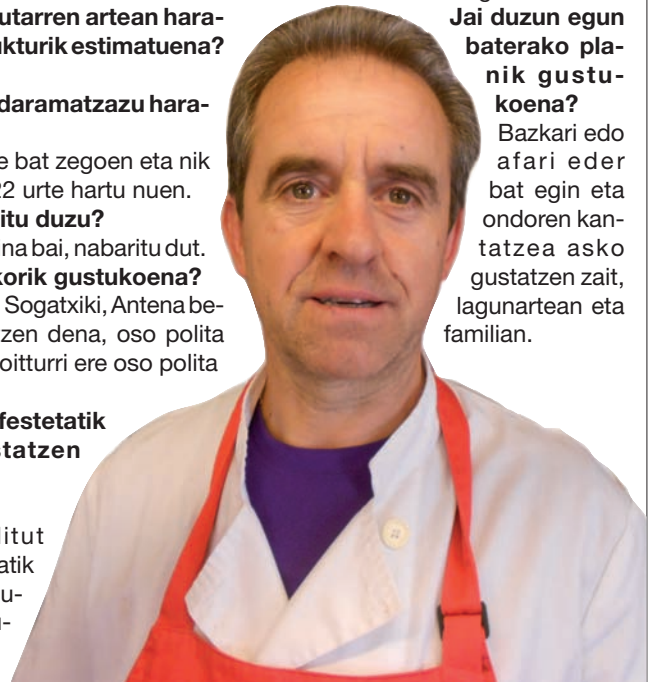 utarren artean hara-
ukturik estimatuena?
daramatzazu hara-
e bat zegoen eta nik
22 urte hartu nuen.
itu duzu?
na bai, nabaritu dut.
korik gustukoena?
Sogatxiki, Antena be-
tzen dena, oso polita
oitturri ere oso polita
festetatik
statzen
litut
atik
u-
Jai duzun egun
baterako pla-
nik gustu-
koena?
Bazkari edo
afari eder
bat egin eta
ondoren kan-
tatzea asko
gustatzen zait,
lagunartean eta
familian.